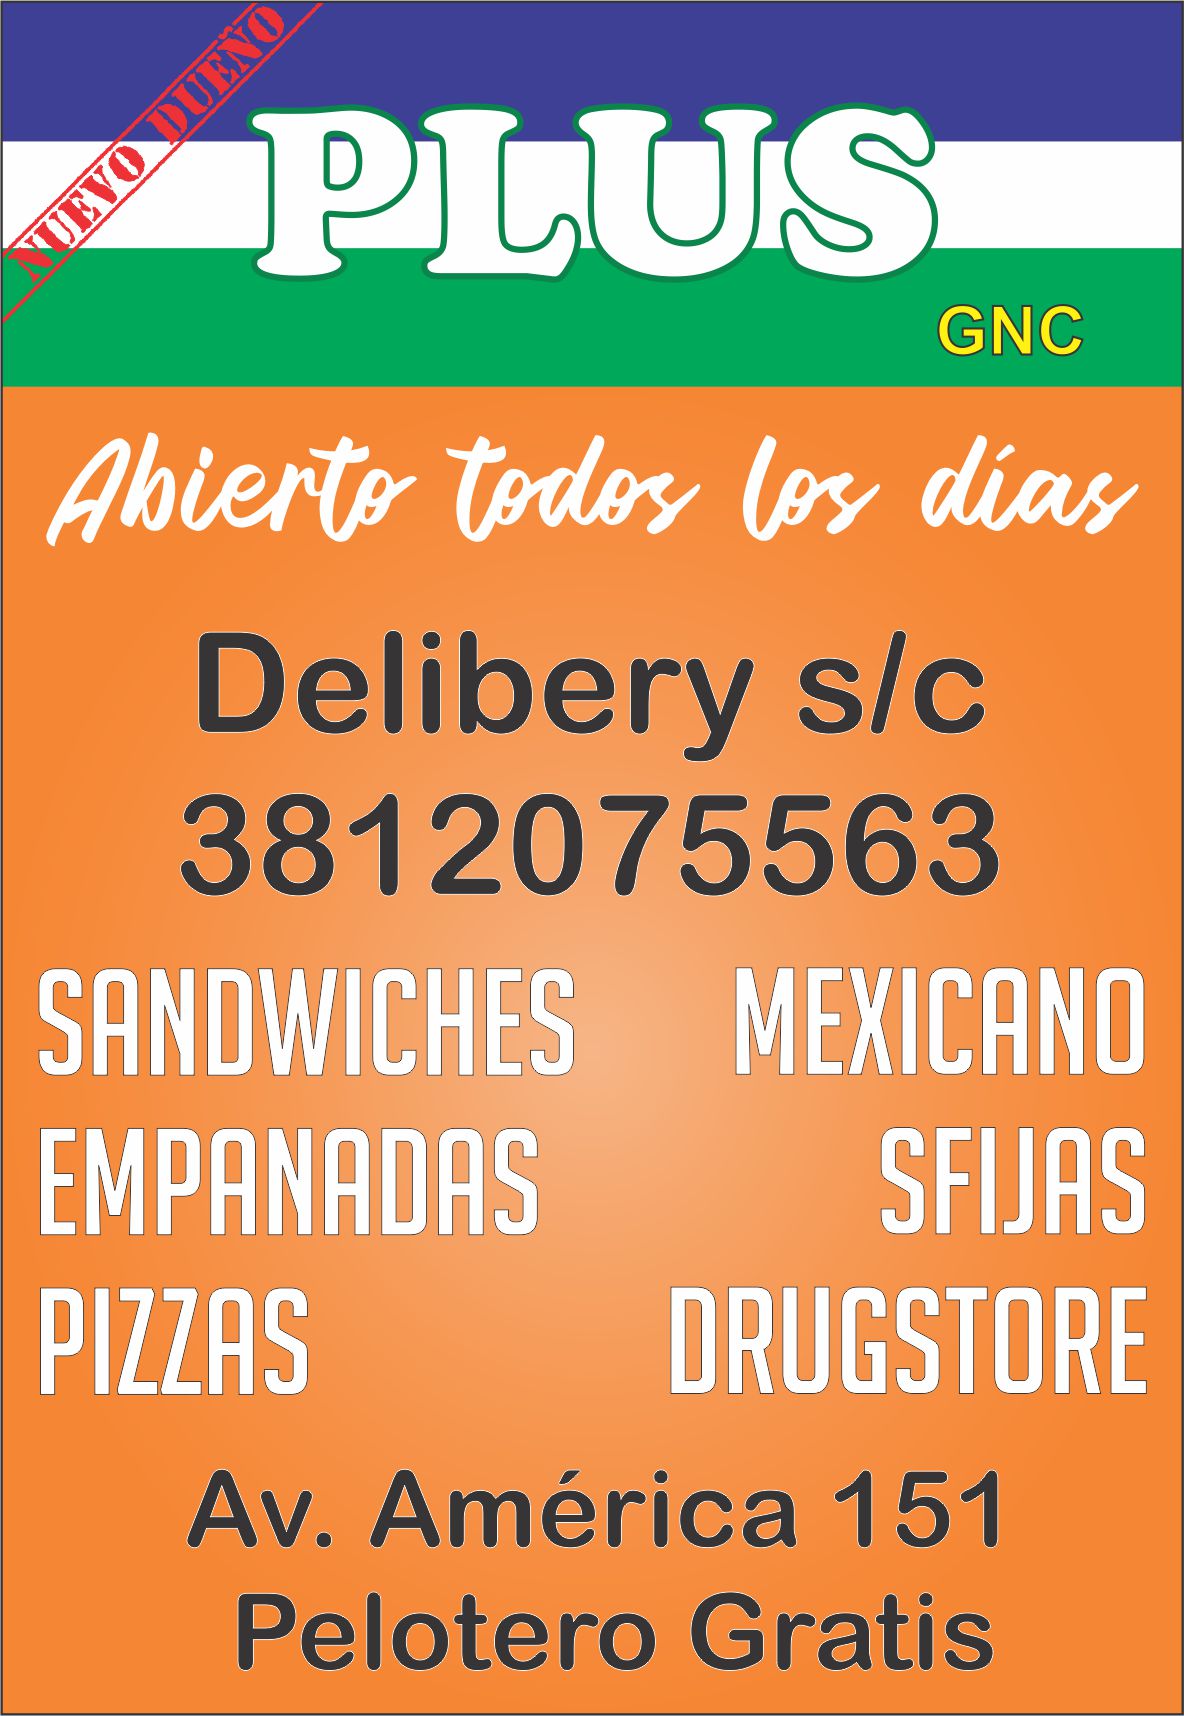 NUEVO DUEÑO
PLUS
GNC
Abierto todos los días
Delibery s/c
3812075563
SANDWICHES
MEXICANO
EMPANADAS
SFIJAS
PIZZAS
DRUGSTORE
Av. América 151
Pelotero Gratis